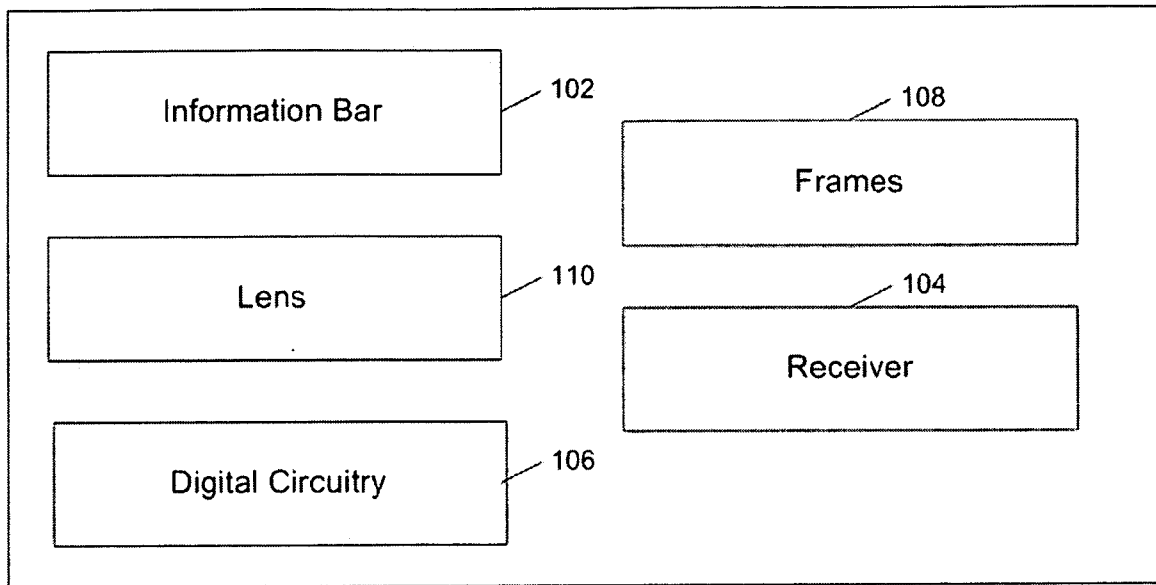 Information Bar
102
108
Frames
Lens
110
104
Receiver
Digital Circuitry
106